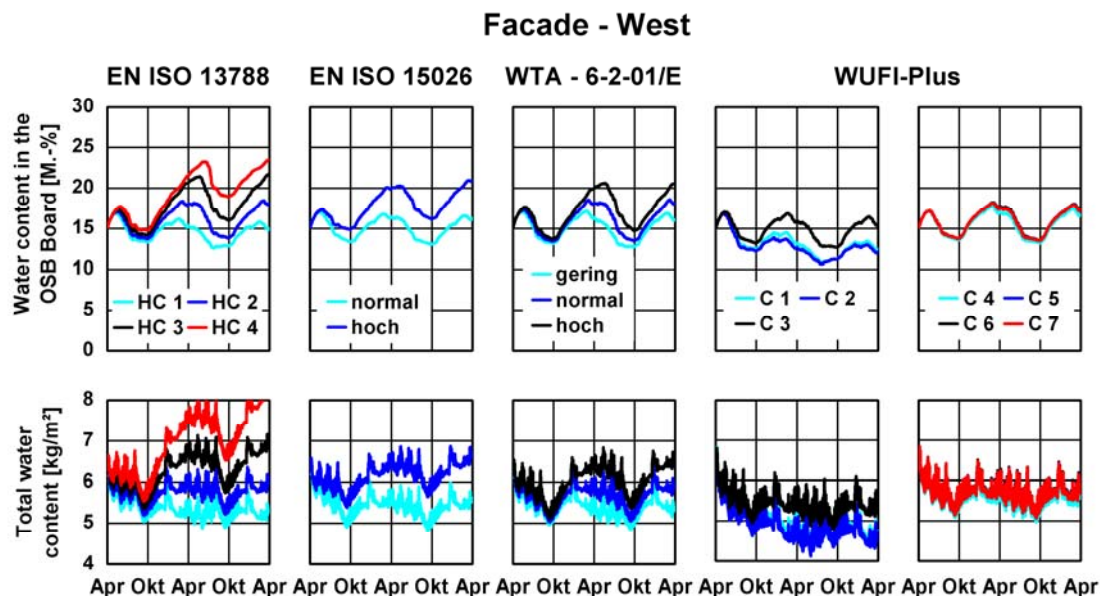 Facade - West
EN ISO 13788 EN ISO 15026 WTA - 6-2-01/E WUFI-Plus
Water content in the
OSB Board [M.-%]
30
25
20
15
10
5
0
HC 1 HC 2
HC 3 HC 4
normal
hoch
gering
normal
hoch
C 1 C 2
C 3
C 4 C 5
C 6 C 7
Total water
content [kg/m²]
8
7
6
5
4
Apr Okt Apr Okt Apr Apr Okt Apr Okt Apr Apr Okt Apr Okt Apr Apr Okt Apr Okt Apr Apr Okt Apr Okt Apr